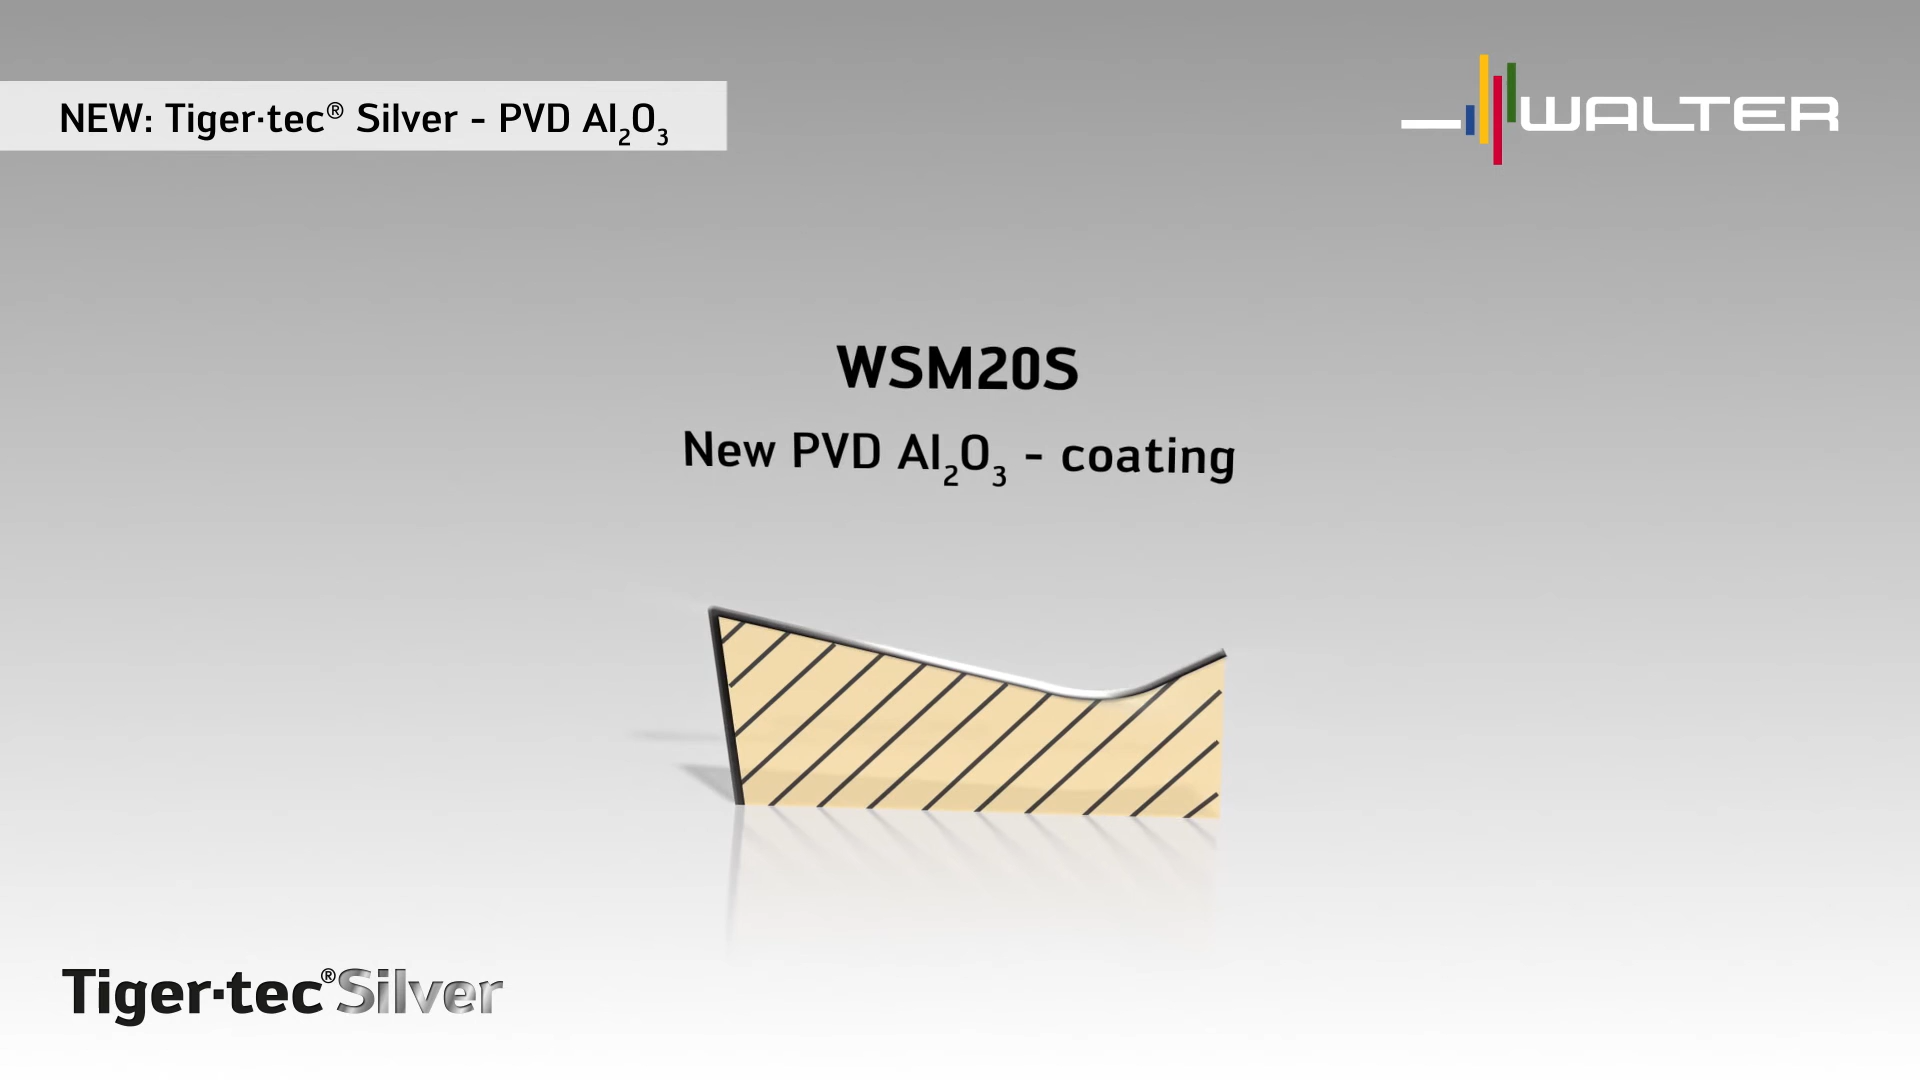 NEW: Tiger·tec® Silver - PVD Al₂O₃
WALTER
WSM20S
New PVD Al₂O₃ - coating
Tiger·tec®Silver